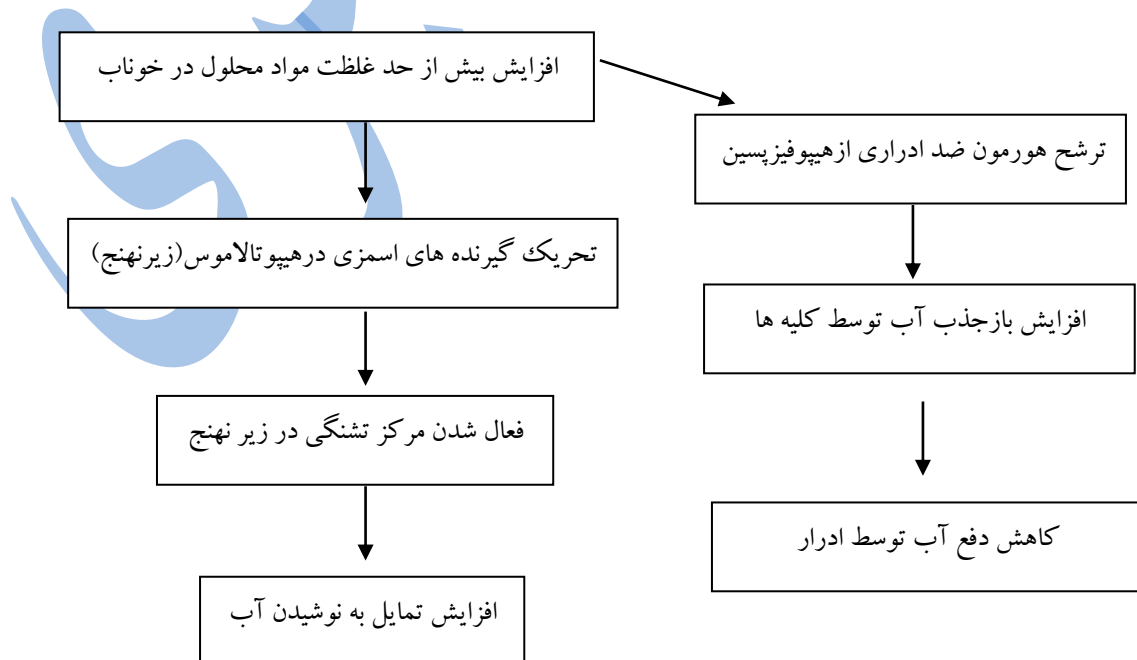 افزایش بیش از حد غلظت مواد محلول در خوناب
ترشح هورمون ضد ادراری ازهیپوفیزپسین
تحریک گیرنده های اسمزی درهیپوتالاموس(زیرنهنج)
افزایش بازجذب آب توسط کلیه ها
فعال شدن مرکز تشنگی در زیر نهنج
کاهش دفع آب توسط ادرار
افزایش تمایل به نوشیدن آب